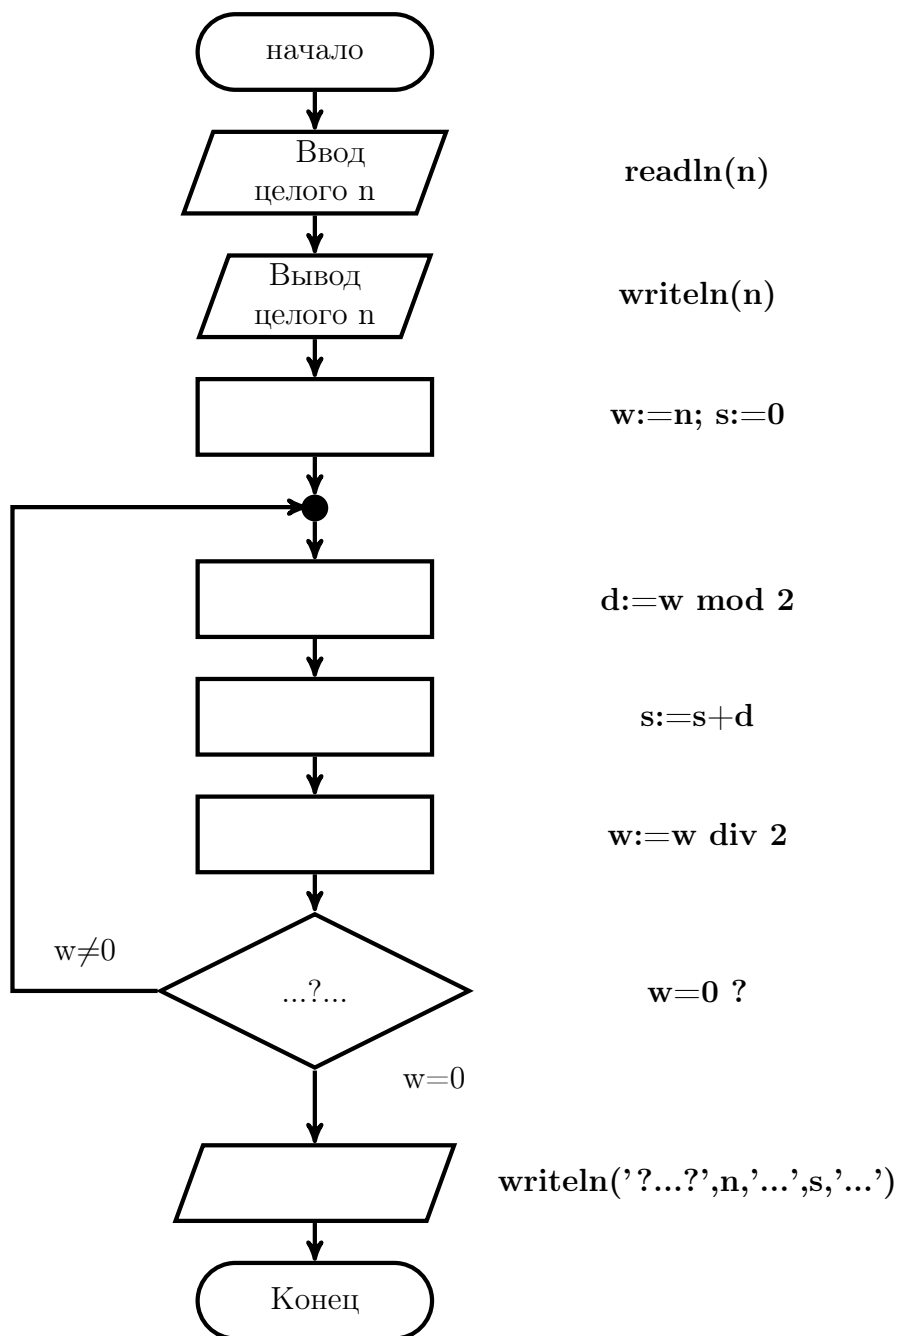 начало
Ввод
целого n
readln(n)
Вывод
целого n
writeln(n)
w:=n; s:=0
d:=w mod 2
s:=s+d
w:=w div 2
w≠0
...?...
w=0 ?
w=0
writeln('?...?',n,'...',s,'...')
Конец